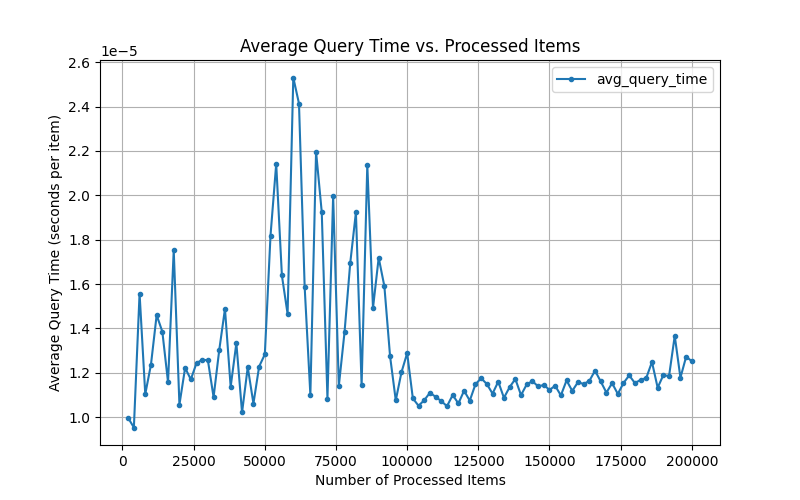 Average Query Time vs. Processed Items
1e−5
2.6
2.4
2.2
2.0
1.8
1.6
1.4
1.2
1.0
Average Query Time (seconds per item)
avg_query_time
0 25000 50000 75000 100000 125000 150000 175000 200000
Number of Processed Items